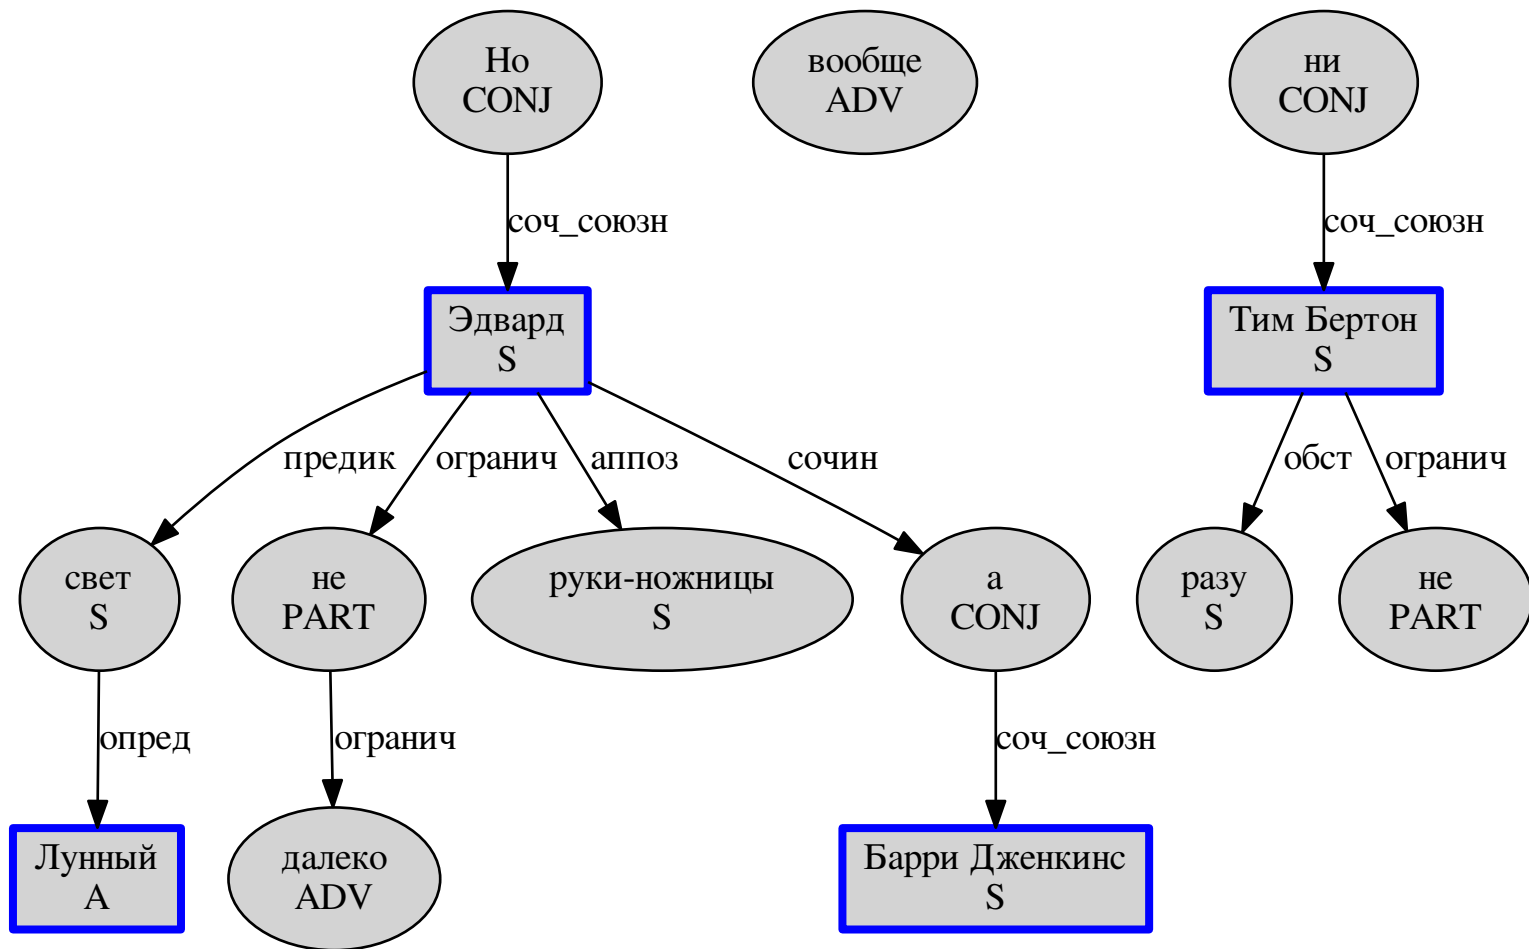 Но
CONJ
вообще
ADV
ни
CONJ
соч_союзн
соч_союзн
Эдвард
S
Тим Бертон
S
предик
огранич
аппоз
сочин
обст
огранич
свет
S
не
PART
руки-ножницы
S
а
CONJ
разу
S
не
PART
опред
огранич
соч_союзн
Лунный
A
далеко
ADV
Барри Дженкинс
S